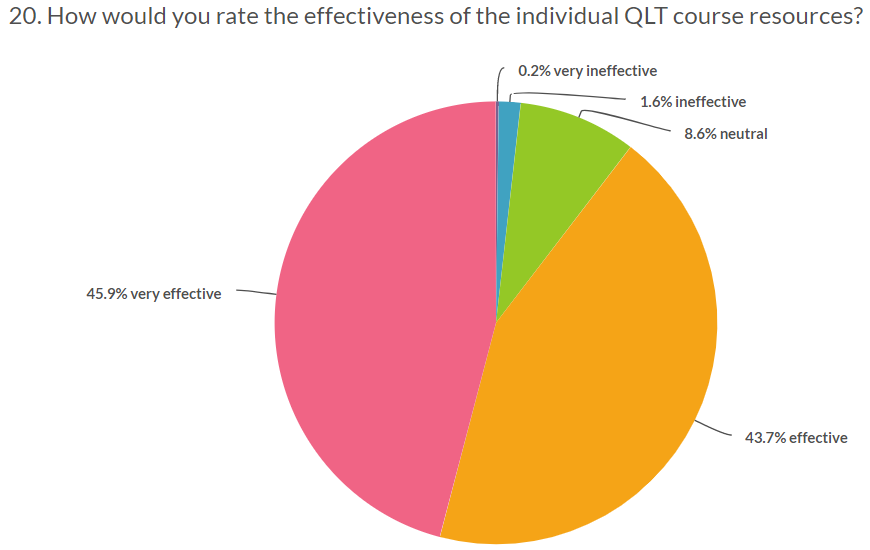 20. How would you rate the effectiveness of the individual QLT course resources?
0.2% very ineffective
1.6% ineffective
8.6% neutral
45.9% very effective
43.7% effective